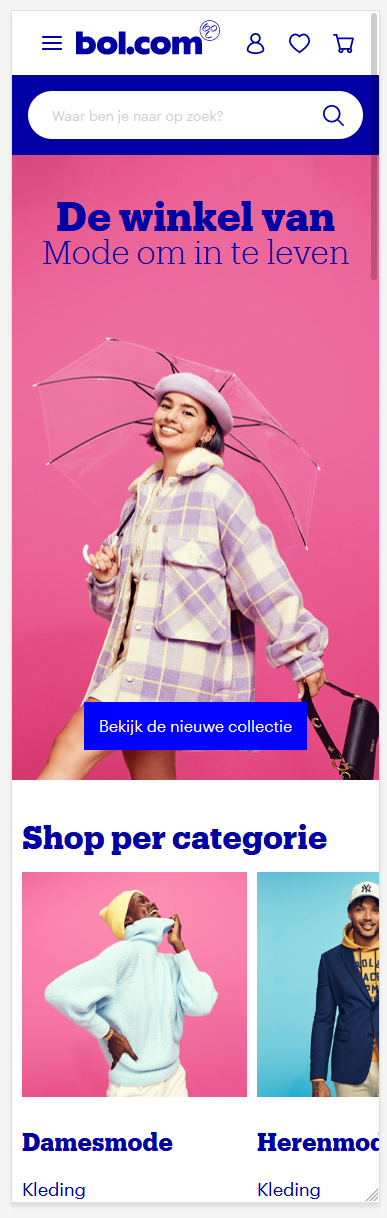 bol.com
Waar ben je naar op zoek?
De winkel van
Mode om in te leven
Bekijk de nieuwe collectie
Shop per categorie
Damesmode
Kleding
Herenmod
Kleding